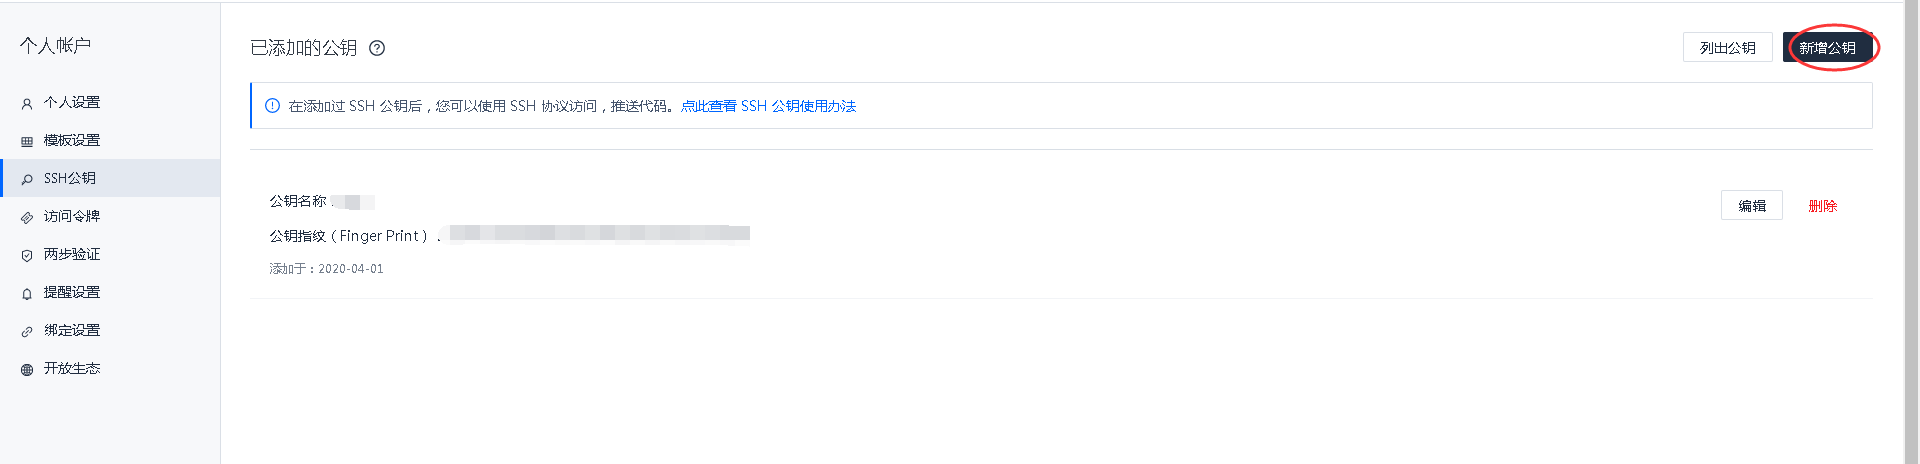 个人帐户
个人设置
模板设置
SSH公钥
访问令牌
两步验证
提醒设置
绑定设置
开放生态
已添加的公钥
列出公钥
新增公钥
在添加过 SSH 公钥后，您可以使用 SSH 协议访问，推送代码。点此查看 SSH 公钥使用办法
公钥名称
编辑
删除
公钥指纹（Finger Print）
添加于：2020-04-01